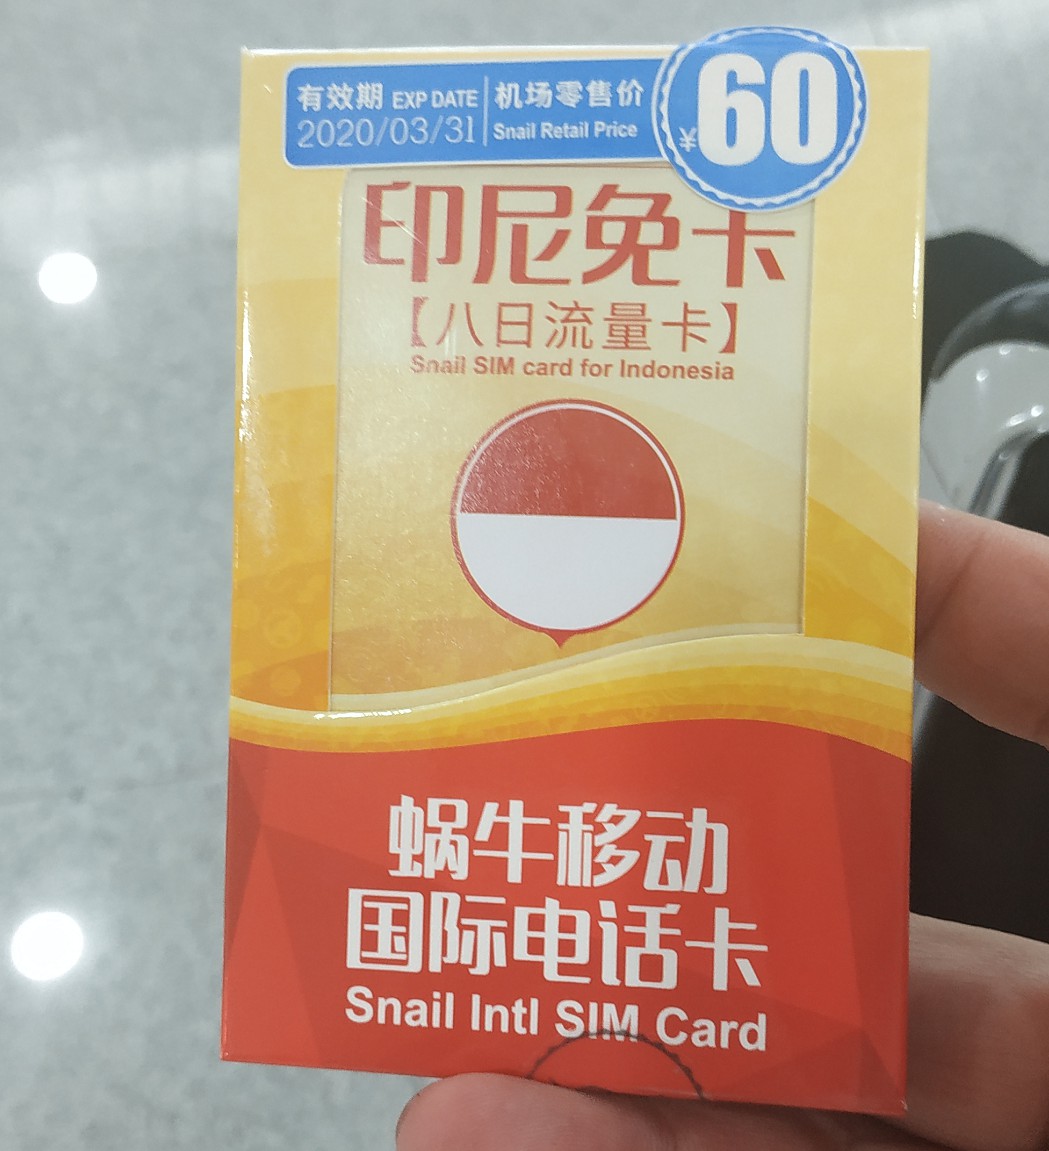 有效期 EXP DATE
2020/03/31
机场零售价
Snail Retail Price
¥60
印尼免卡
【八日流量卡】
Snail SIM card for Indonesia
蜗牛移动
国际电话卡
Snail Intl SIM Card